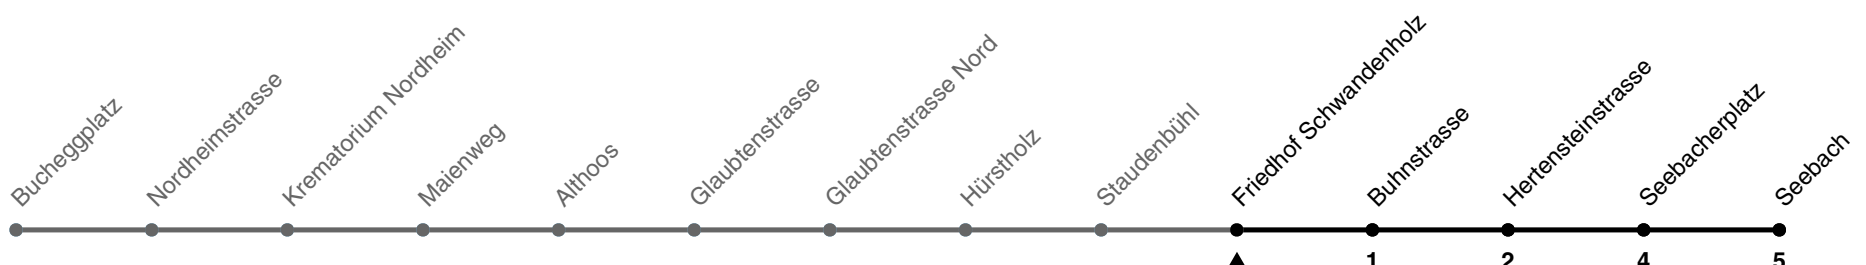 Bucheggplatz
Nordheimstrasse
Krematorium Nordheim
Maienweg
Althoos
Glaubtenstrasse
Glaubtenstrasse Nord
Hürstholz
Staudenbühl
Friedhof Schwandenholz
Buhnstrasse
Hertensteinstrasse
Seebacherplatz
Seebach
1 2 4 5